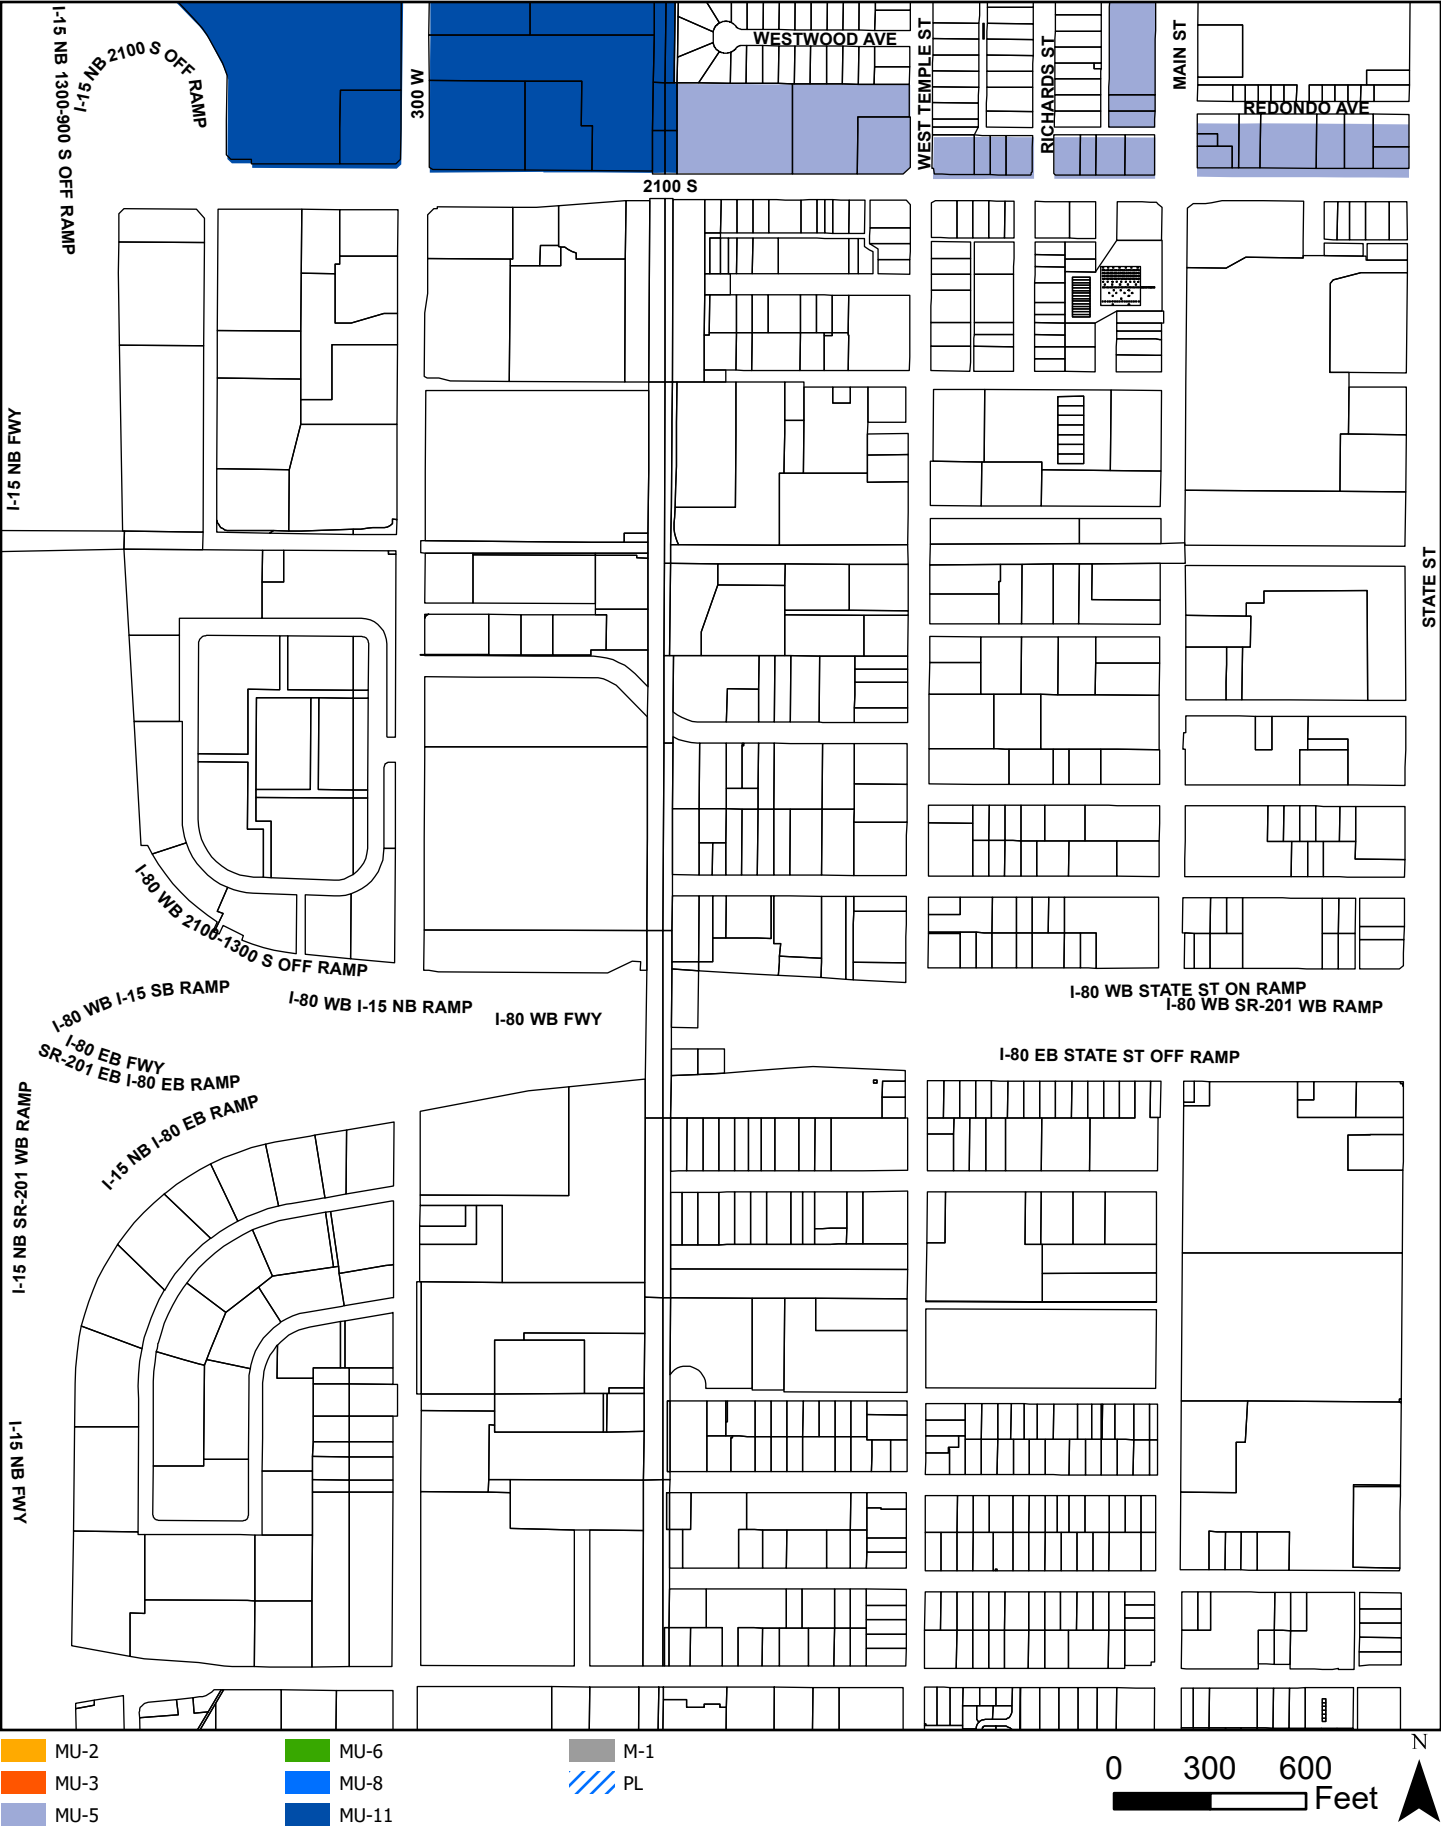 I-15 NB 1300-900 S OFF RAMP
I-15 NB 2100 S OFF RAMP
300 W
WESTWOOD AVE
WEST TEMPLE ST
RICHARDS ST
MAIN ST
REDONDO AVE
2100 S
I-15 NB FWY
STATE ST
I-80 WB 2100-1300 S OFF RAMP
I-80 WB I-15 SB RAMP
I-80 WB I-15 NB RAMP
I-80 WB FWY
I-80 WB STATE ST ON RAMP
I-80 WB SR-201 WB RAMP
I-80 EB FWY
SR-201 EB I-80 EB RAMP
I-80 EB STATE ST OFF RAMP
I-15 NB I-80 EB RAMP
I-15 NB SR-201 WB RAMP
I-15 NB FWY
MU-2
MU-3
MU-5
MU-6
MU-8
MU-11
M-1
PL
0 300 600
Feet
N